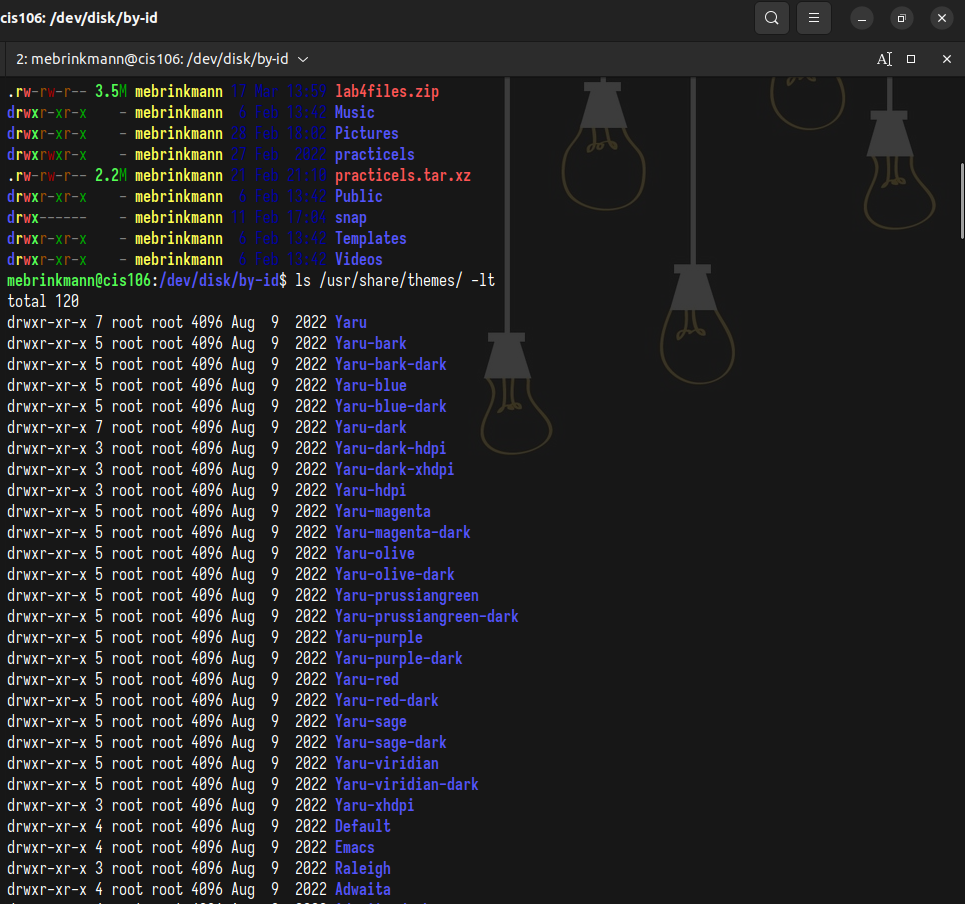 cis106: /dev/disk/by-id
2: mebrinkmann@cis106: /dev/disk/by-id
.rw-rw-r-- 3.5M mebrinkmann 17 Mar 18:59 lab4files.zip
drwxr-xr-x - mebrinkmann 6 Feb 13:42 Music
drwxr-xr-x - mebrinkmann 28 Feb 18:02 Pictures
drwxrwxr-x - mebrinkmann 27 Feb 2022 practicels
.rw-rw-r-- 2.2M mebrinkmann 21 Feb 21:18 practicels.tar.xz
drwxr-xr-x - mebrinkmann 6 Feb 13:42 Public
drwx------ - mebrinkmann 11 Feb 17:04 snap
drwxr-xr-x - mebrinkmann 6 Feb 13:42 Templates
drwxr-xr-x - mebrinkmann 6 Feb 13:42 Videos
mebrinkmann@cis106:/dev/disk/by-id$ ls /usr/share/themes/ -lt
total 120
drwxr-xr-x 7 root root 4096 Aug  9  2022 Yaru
drwxr-xr-x 5 root root 4096 Aug  9  2022 Yaru-bark
drwxr-xr-x 5 root root 4096 Aug  9  2022 Yaru-bark-dark
drwxr-xr-x 5 root root 4096 Aug  9  2022 Yaru-blue
drwxr-xr-x 5 root root 4096 Aug  9  2022 Yaru-blue-dark
drwxr-xr-x 7 root root 4096 Aug  9  2022 Yaru-dark
drwxr-xr-x 3 root root 4096 Aug  9  2022 Yaru-dark-hdpi
drwxr-xr-x 3 root root 4096 Aug  9  2022 Yaru-dark-xhdpi
drwxr-xr-x 3 root root 4096 Aug  9  2022 Yaru-hdpi
drwxr-xr-x 5 root root 4096 Aug  9  2022 Yaru-magenta
drwxr-xr-x 5 root root 4096 Aug  9  2022 Yaru-magenta-dark
drwxr-xr-x 5 root root 4096 Aug  9  2022 Yaru-olive
drwxr-xr-x 5 root root 4096 Aug  9  2022 Yaru-olive-dark
drwxr-xr-x 5 root root 4096 Aug  9  2022 Yaru-prussiangreen
drwxr-xr-x 5 root root 4096 Aug  9  2022 Yaru-prussiangreen-dark
drwxr-xr-x 5 root root 4096 Aug  9  2022 Yaru-purple
drwxr-xr-x 5 root root 4096 Aug  9  2022 Yaru-purple-dark
drwxr-xr-x 5 root root 4096 Aug  9  2022 Yaru-red
drwxr-xr-x 5 root root 4096 Aug  9  2022 Yaru-red-dark
drwxr-xr-x 5 root root 4096 Aug  9  2022 Yaru-sage
drwxr-xr-x 5 root root 4096 Aug  9  2022 Yaru-sage-dark
drwxr-xr-x 5 root root 4096 Aug  9  2022 Yaru-viridian
drwxr-xr-x 5 root root 4096 Aug  9  2022 Yaru-viridian-dark
drwxr-xr-x 3 root root 4096 Aug  9  2022 Yaru-xhdpi
drwxr-xr-x 4 root root 4096 Aug  9  2022 Default
drwxr-xr-x 4 root root 4096 Aug  9  2022 Emacs
drwxr-xr-x 3 root root 4096 Aug  9  2022 Raleigh
drwxr-xr-x 4 root root 4096 Aug  9  2022 Adwaita